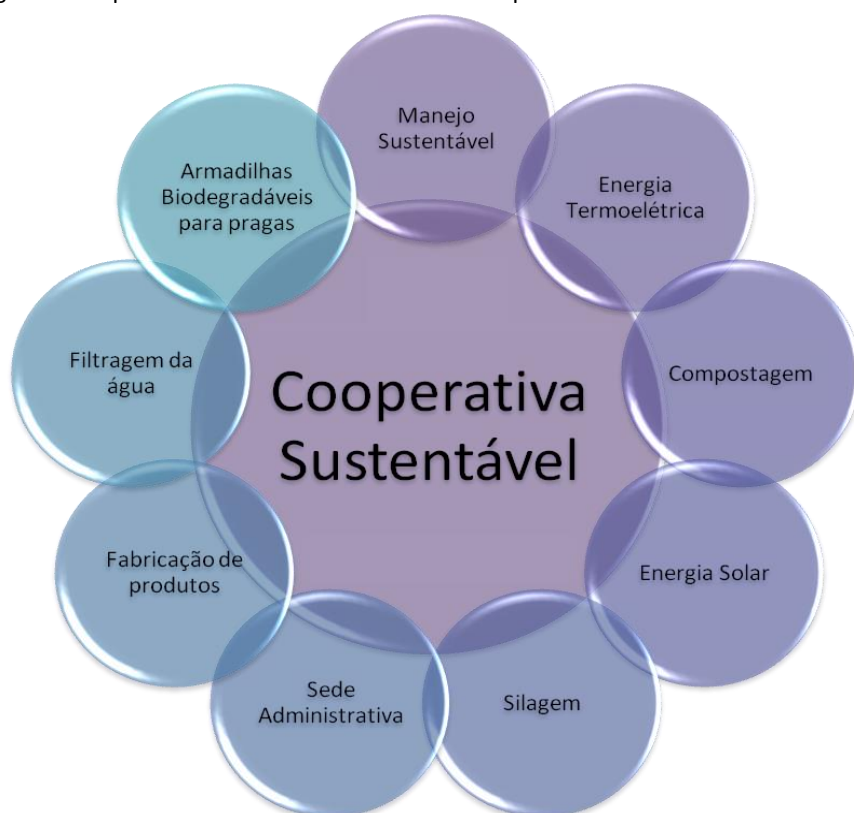 Manejo
Sustentável
Energia
Termoelétrica
Compostagem
Energia Solar
Silagem
Sede
Administrativa
Fabricação de
produtos
Filtragem da
água
Armadilhas
Biodegradáveis
para pragas
Cooperativa
Sustentável